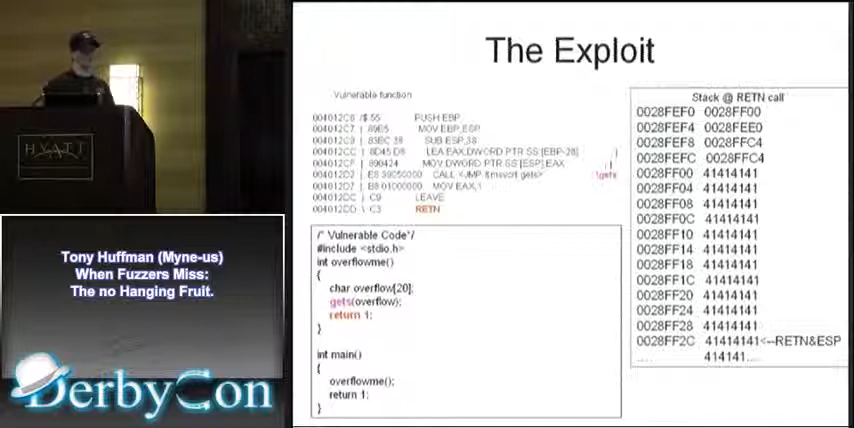 The Exploit
Vulnerable function
004012C6 /$ 55 PUSH EBP
004012C7 | 89E5 MOV EBP,ESP
004012C9 | 83EC 38 SUB ESP,38
004012CC | 8D45 D8 LEA EAX,DWORD PTR SS:[EBP-28]
004012CF | 890424 MOV DWORD PTR SS:[ESP],EAX
004012D2 | E8 39050000 CALL <JMP.&msvcrt.gets>
004012D7 | B8 01000000 MOV EAX,1
004012DC | C9 LEAVE
004012DD \ C3 RETN
/* Vulnerable Code*/
#include <stdio.h>
int overflowme()
{
char overflow[20];
gets(overflow);
return 1;
}
int main()
{
overflowme();
return 1;
}
Stack @ RETN call
0028FEF0 0028FF00
0028FEF4 0028FEE0
0028FEF8 0028FFC4
0028FEFC 0028FFC4
0028FF00 41414141
0028FF04 41414141
0028FF08 41414141
0028FF0C 41414141
0028FF10 41414141
0028FF14 41414141
0028FF18 41414141
0028FF1C 41414141
0028FF20 41414141
0028FF24 41414141
0028FF28 41414141
0028FF2C 41414141<--RETN&ESP
.... 414141....
HYATT
Tony Huffman (Myne-us)
When Fuzzers Miss:
The no Hanging Fruit.
DerbyCon